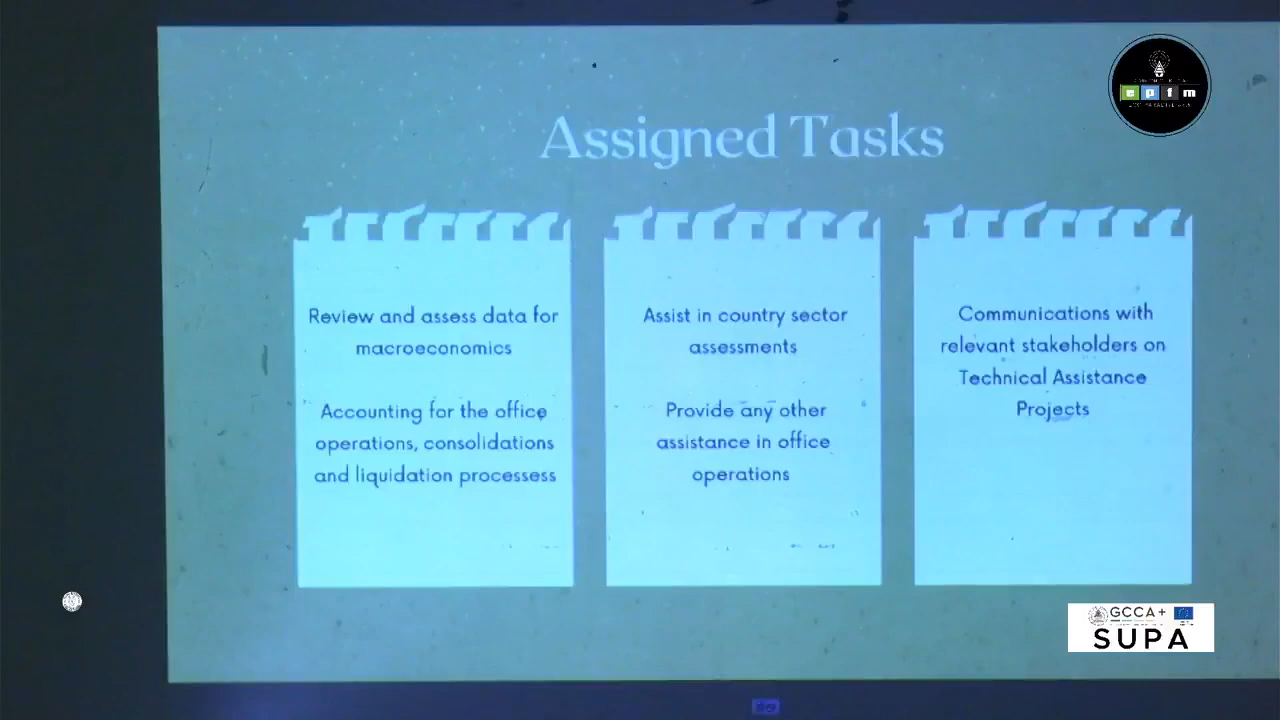 Assigned Tasks
Review and assess data for
macroeconomics
Accounting for the office
operations, consolidations
and liquidation processess
Assist in country sector
assessments
Provide any other
assistance in office
operations
Communications with
relevant stakeholders on
Technical Assistance
Projects
epfm
GCCA+
SUPA